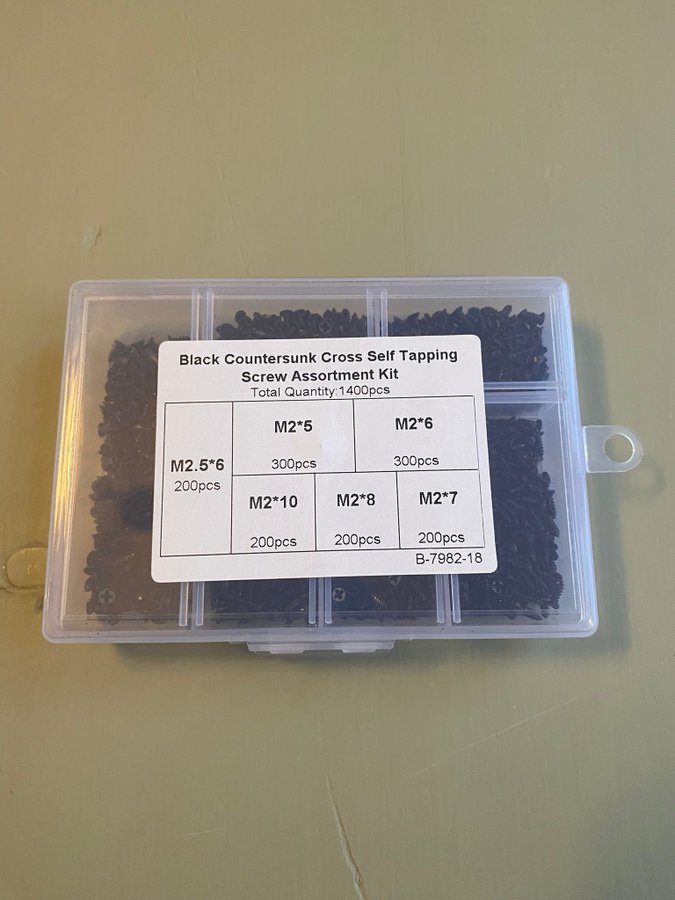 Black Countersunk Cross Self Tapping
Screw Assortment Kit
Total Quantity:1400pcs
M2.5*6
200pcs
M2*5
300pcs
M2*6
300pcs
M2*10
200pcs
M2*8
200pcs
M2*7
200pcs
B-7982-18